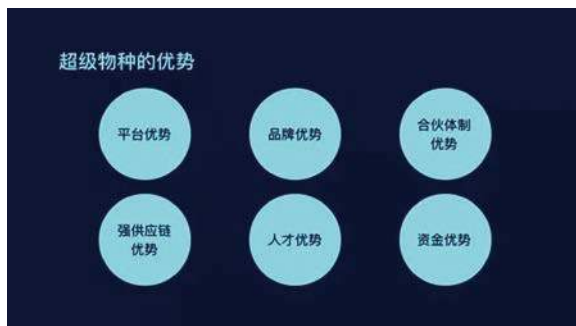 超级物种的优势
平台优势
品牌优势
合伙体制
优势
强供应链
优势
人才优势
资金优势